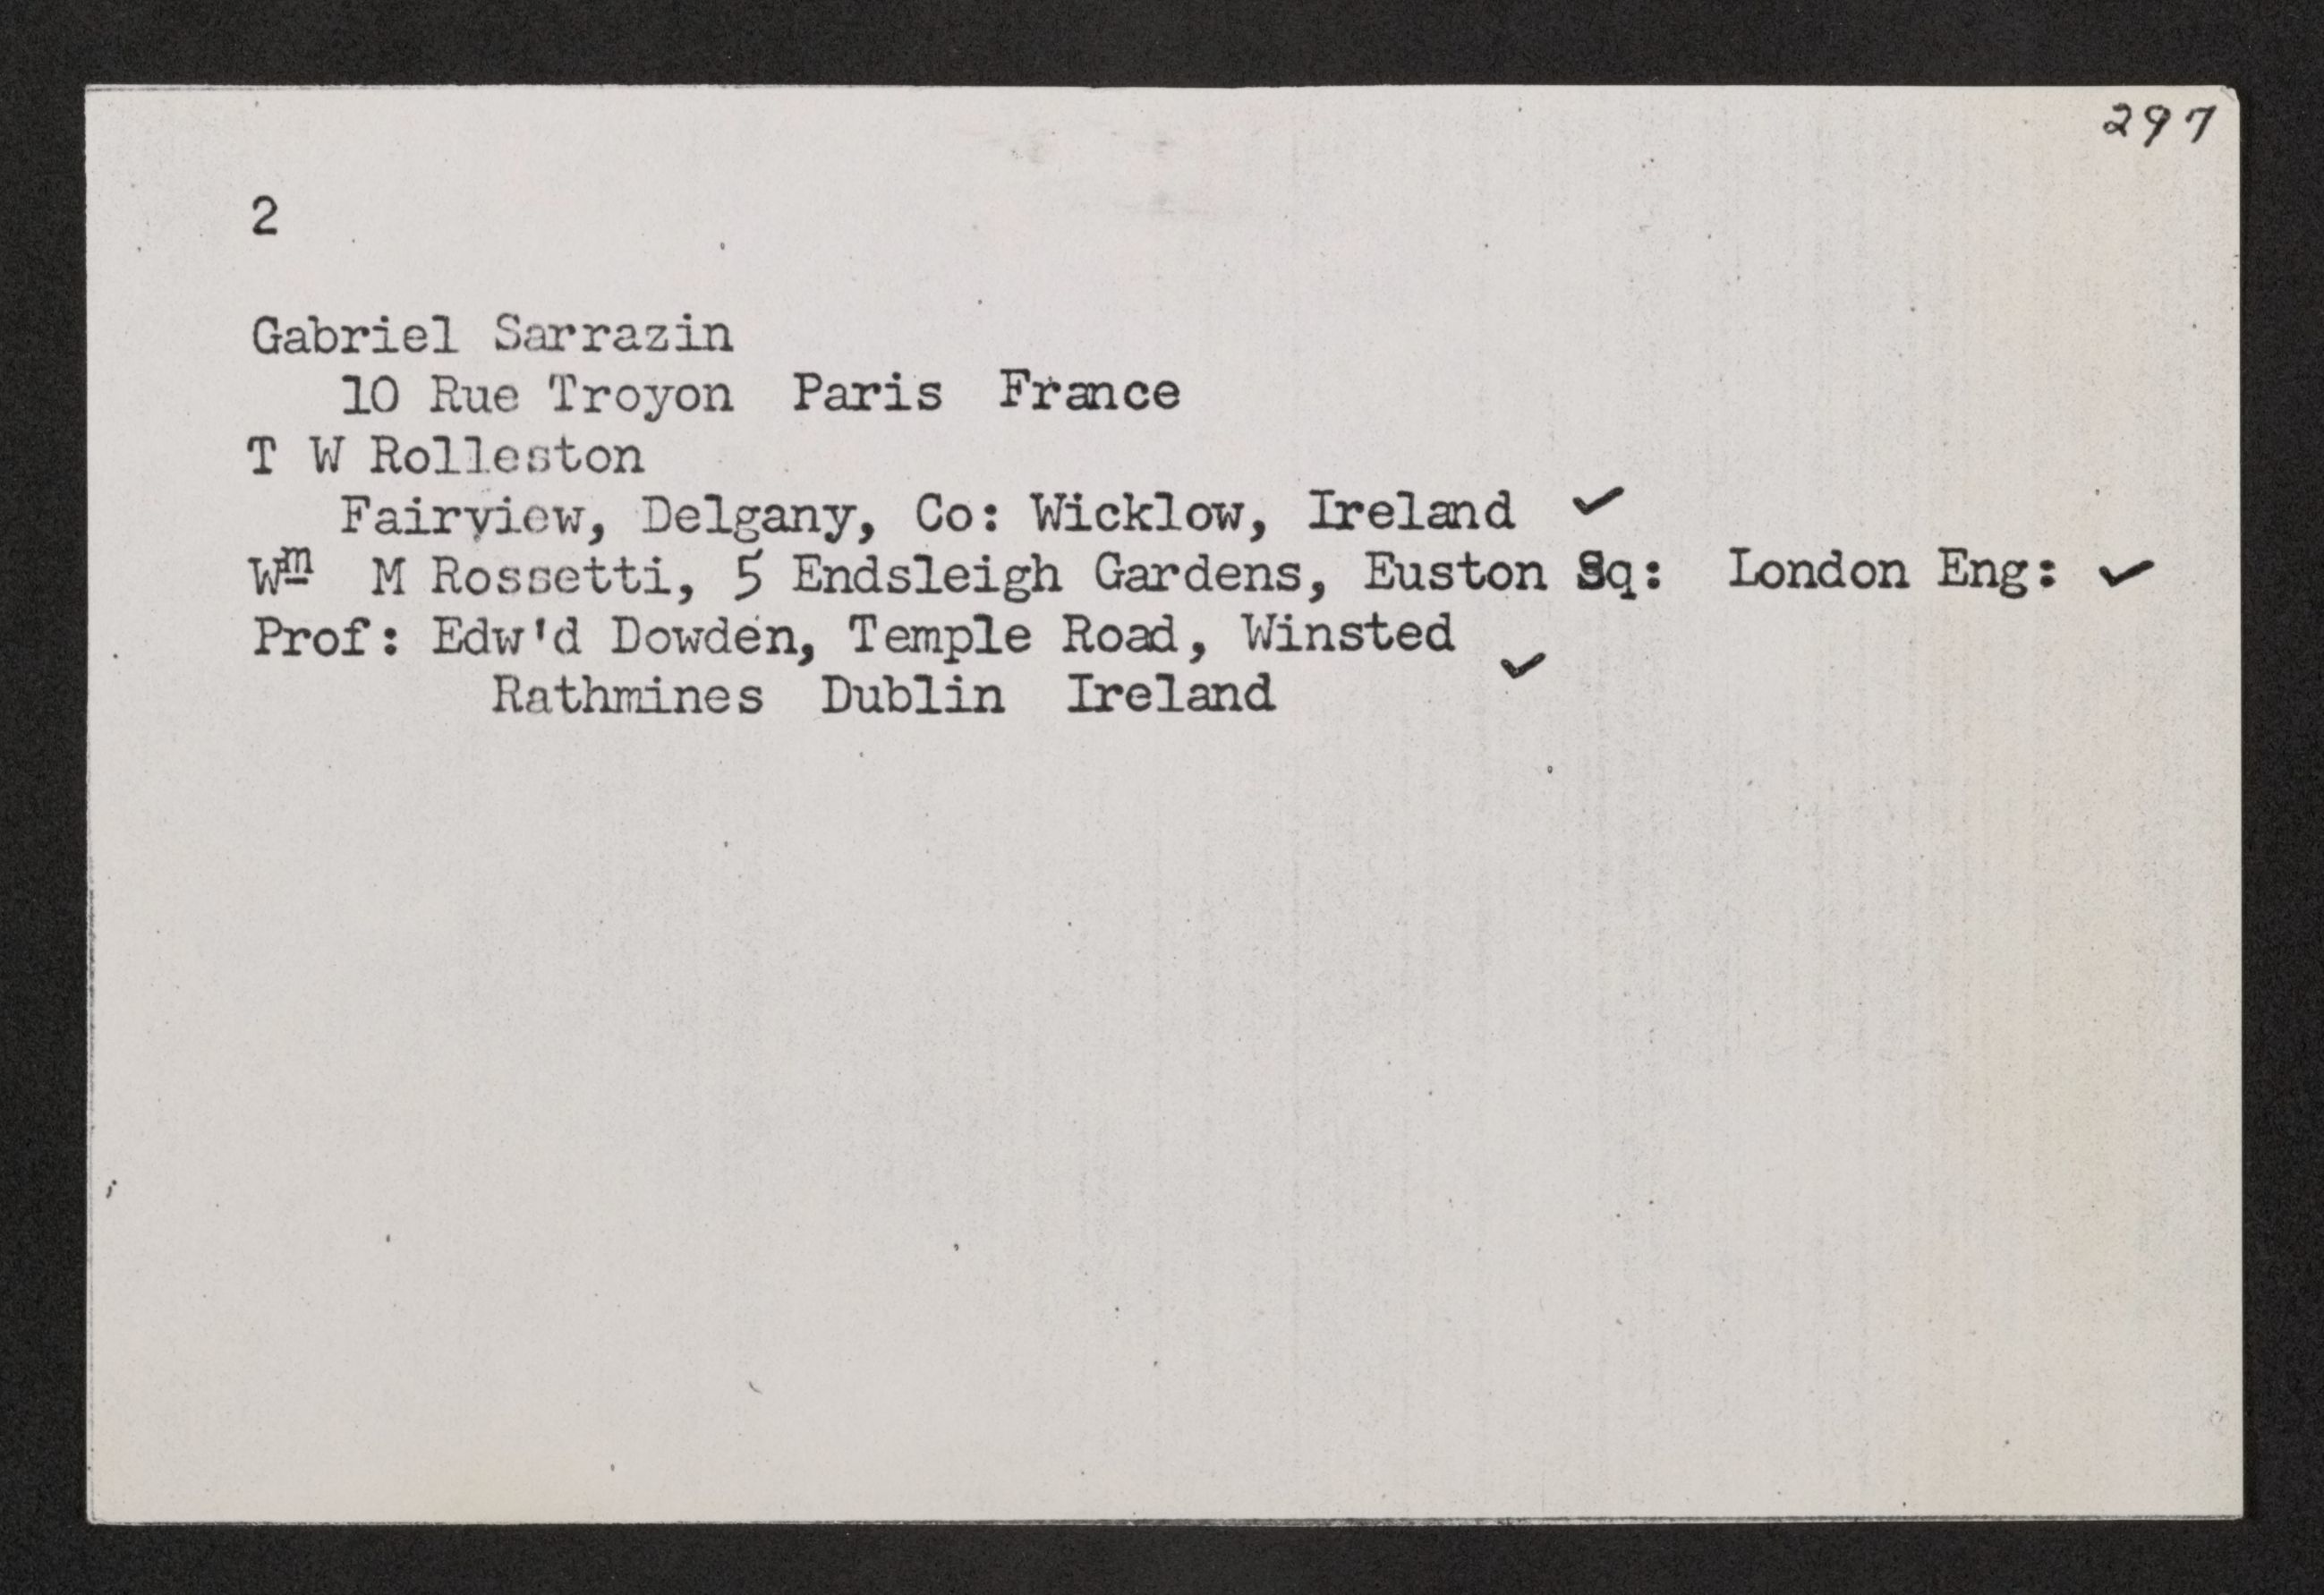 297
2
Gabriel Sarrazin
10 Rue Troyon Paris France
T W Rolleston
Fairview, Delgany, Co: Wicklow, Ireland ✓
Wm M Rossetti, 5 Endsleigh Gardens, Euston Sq: London Eng: ✓
Prof: Edw'd Dowden, Temple Road, Winsted ✓
Rathmines Dublin Ireland